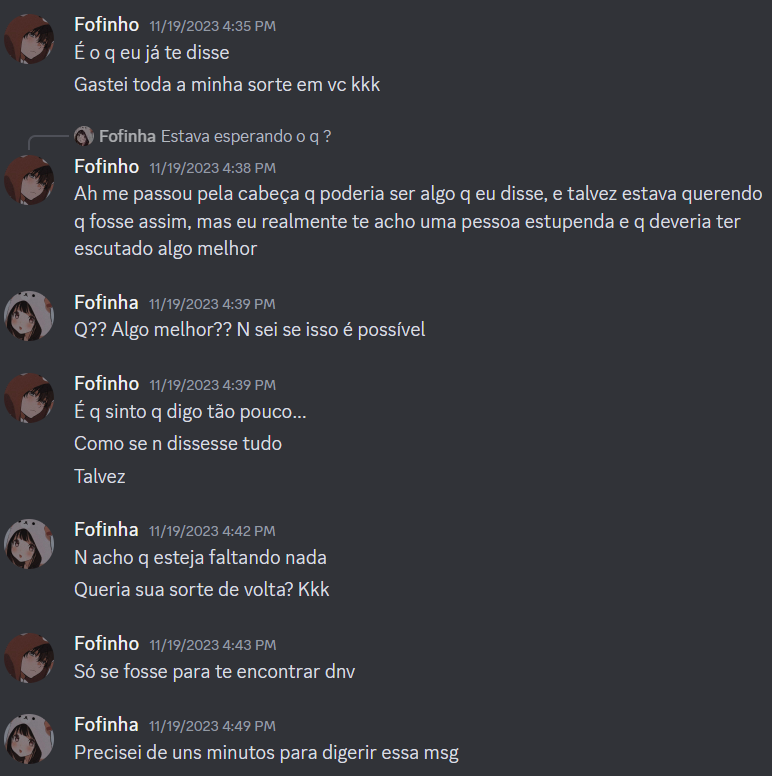 Fofinho 11/19/2023 4:35 PM
É o q eu já te disse
Gastei toda a minha sorte em vc kkk
Fofinha Estava esperando o q ?
Fofinho 11/19/2023 4:38 PM
Ah me passou pela cabeça q poderia ser algo q eu disse, e talvez estava querendo
q fosse assim, mas eu realmente te acho uma pessoa estupenda e q deveria ter
escutado algo melhor
Fofinha 11/19/2023 4:39 PM
Q?? Algo melhor?? N sei se isso é possível
Fofinho 11/19/2023 4:39 PM
É q sinto q digo tão pouco...
Como se n dissesse tudo
Talvez
Fofinha 11/19/2023 4:42 PM
N acho q esteja faltando nada
Queria sua sorte de volta? Kkk
Fofinho 11/19/2023 4:43 PM
Só se fosse para te encontrar dnv
Fofinha 11/19/2023 4:49 PM
Precisei de uns minutos para digerir essa msg